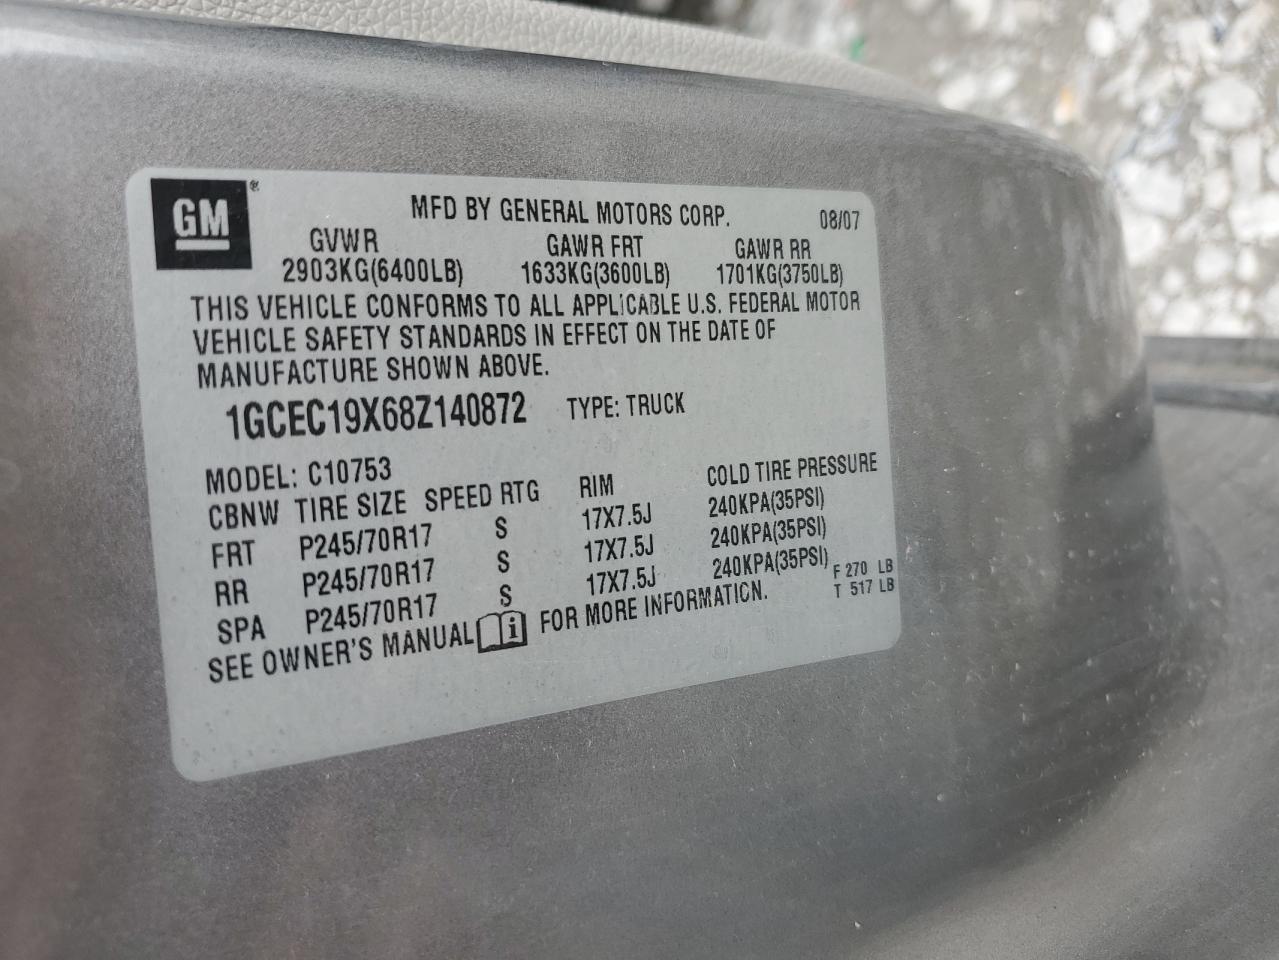 GM ®
MFD BY GENERAL MOTORS CORP. 08/07
GVWR GAWR FRT GAWR RR
2903KG(6400LB) 1633KG(3600LB) 1701KG(3750LB)
THIS VEHICLE CONFORMS TO ALL APPLICABLE U.S. FEDERAL MOTOR
VEHICLE SAFETY STANDARDS IN EFFECT ON THE DATE OF
MANUFACTURE SHOWN ABOVE.
1GCEC19X68Z140872 TYPE: TRUCK
MODEL: C10753
CBNW TIRE SIZE SPEED RTG RIM COLD TIRE PRESSURE
FRT P245/70R17 S 17X7.5J 240KPA(35PSI)
RR P245/70R17 S 17X7.5J 240KPA(35PSI)
SPA P245/70R17 S 17X7.5J 240KPA(35PSI)
SEE OWNER'S MANUAL i FOR MORE INFORMATION.
F 270 LB
T 517 LB